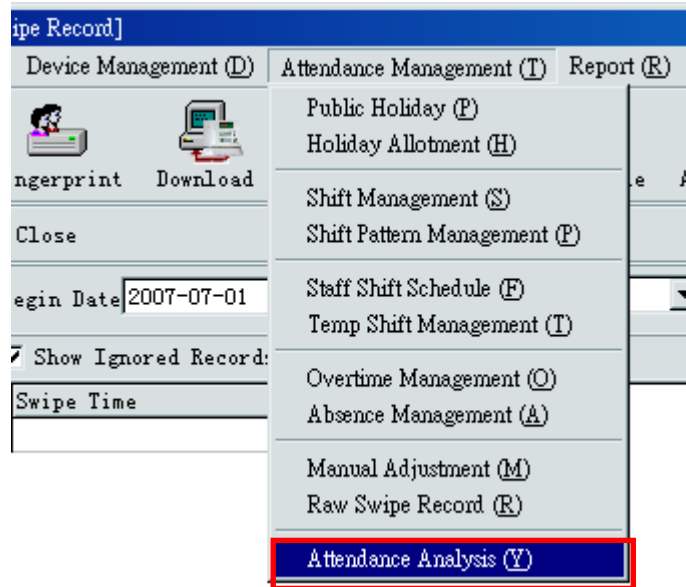 ipe Record]
Device Management (D) Attendance Management (T) Report (R)
Public Holiday (P)
Holiday Allotment (H)
ngerprint Download
Shift Management (S)
Shift Pattern Management (P)
Close
Staff Shift Schedule (F)
Temp Shift Management (T)
egin Date 2007-07-01
Show Ignored Record
Overtime Management (O)
Absence Management (A)
Swipe Time
Manual Adjustment (M)
Raw Swipe Record (R)
Attendance Analysis (Y)